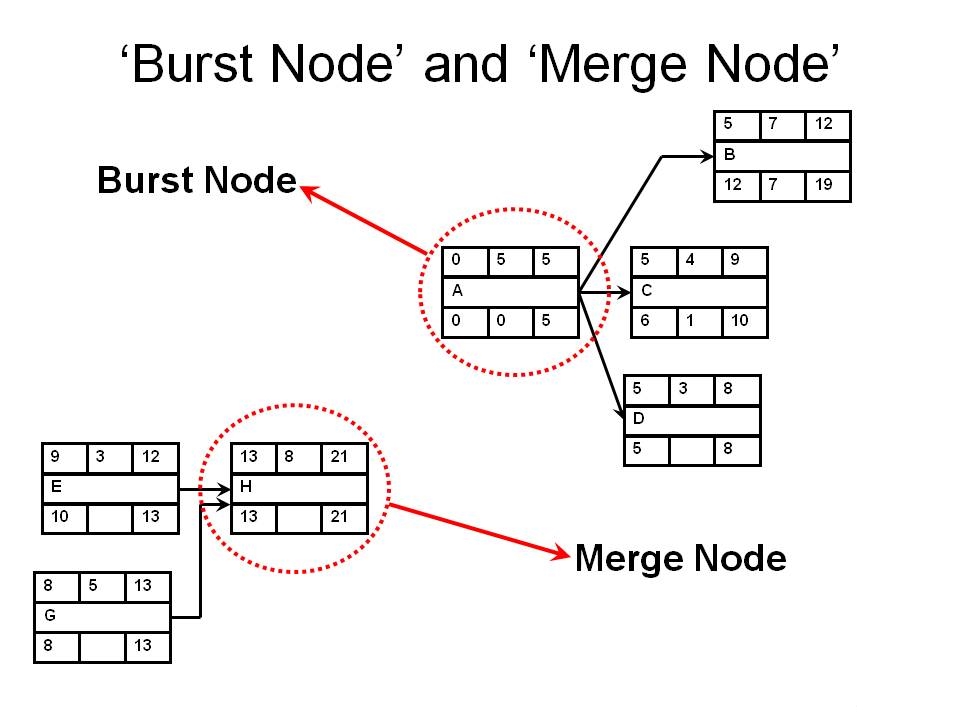 ‘Burst Node’ and ‘Merge Node’
5 7 12
B
12 7 19
Burst Node
0 5 5
A
0 0 5
5 4 9
C
6 1 10
5 3 8
D
5 8
9 3 12
E
10 13
13 8 21
H
13 21
Merge Node
8 5 13
G
8 13